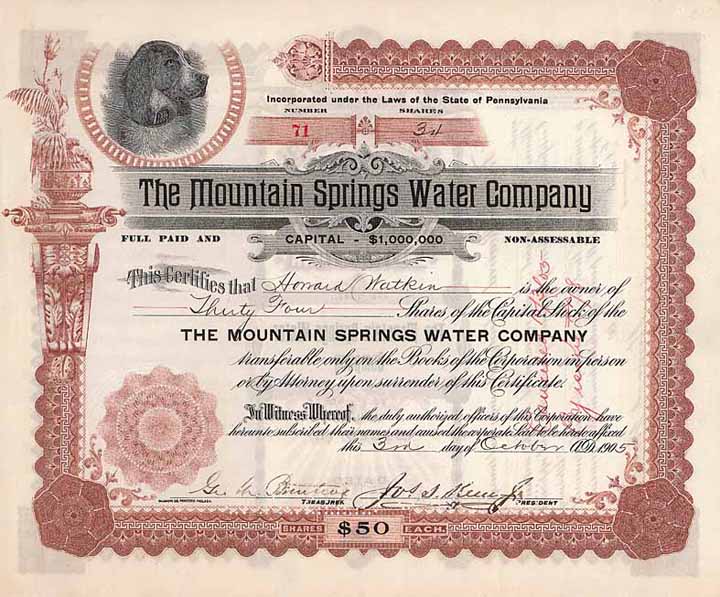 Incorporated under the Laws of the State of Pennsylvania
NUMBER SHARES
71 34
The Mountain Springs Water Company
FULL PAID AND CAPITAL - $1,000,000 NON-ASSESSABLE
This Certifies that Howard Watkin is the owner of
Thirty Four Shares of the Capital Stock of the
THE MOUNTAIN SPRINGS WATER COMPANY
transferable only on the Books of the Corporation in person
or by Attorney upon surrender of this Certificate.
In Witness Whereof, the duly authorized officers of this Corporation have
hereunto subscribed their names and caused the corporate Seal to be hereto affixed
this 3rd day of October A.D. 1905
Geo. M.
TREASURER PRESIDENT
SHARES $50 EACH.